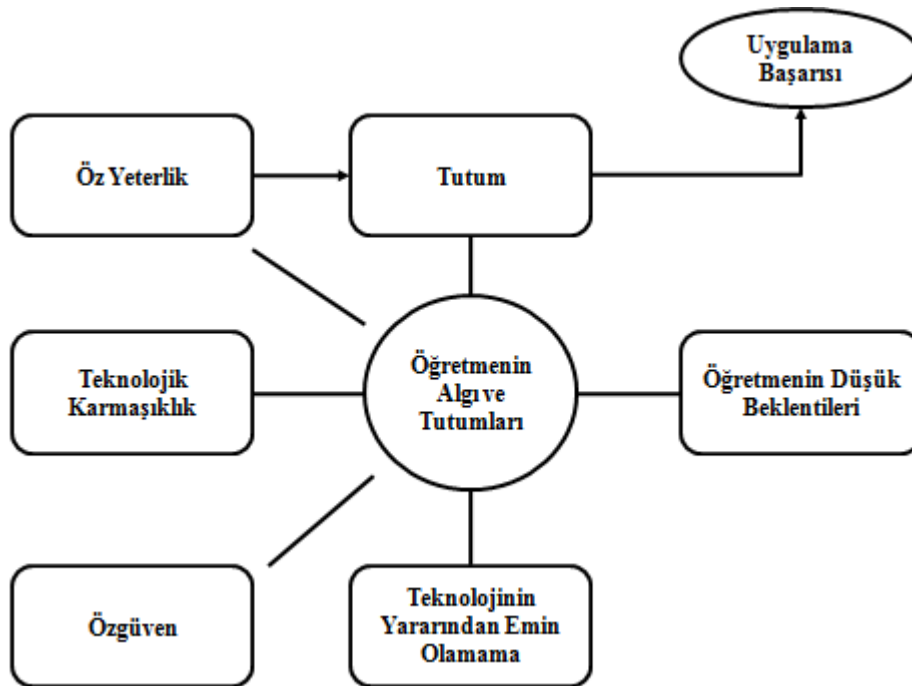 Uygulama
Başarısı
Öz Yeterlik
Tutum
Teknolojik
Karmaşıklık
Öğretmenin
Algı ve
Tutumları
Öğretmenin Düşük
Beklentileri
Özgüven
Teknolojinin
Yararından Emin
Olamama